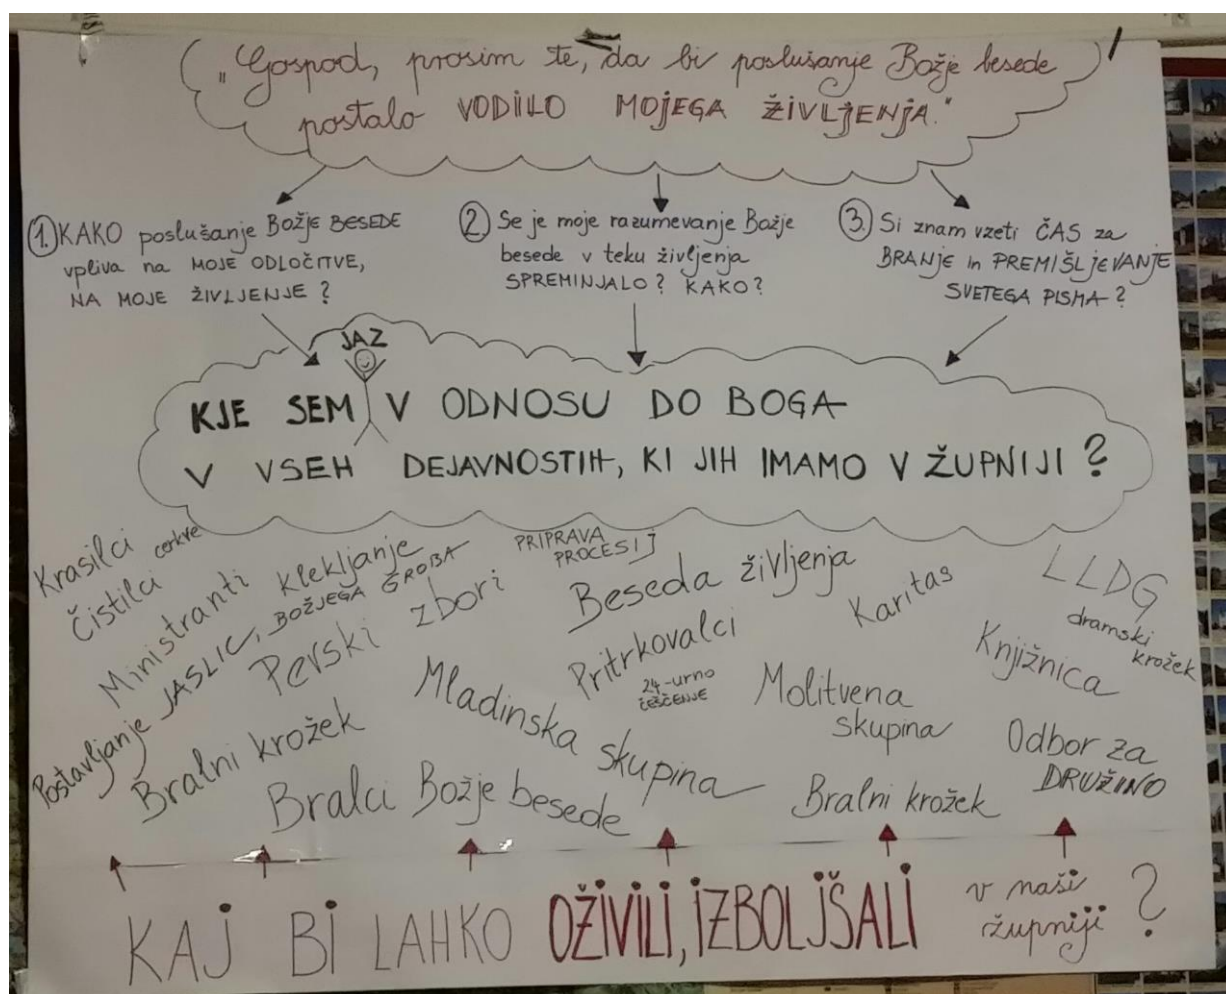 „Gospod, prosim te, da bi poslušanje Božje besede
postalo VODILO MOJEGA ŽIVLJENJA."
1. KAKO poslušanje BOŽJE BESEDE
vpliva na MOJE ODLOČITVE,
NA MOJE ŽIVLJENJE?
2 Se je moje razumevanje Božje
besede v teku življenja
SPREMINJALO? KAKO?
3. Si znam vzeti ČAS za
BRANJE in PREMIŠLJEVANJE
SVETEGA PISMA?
JAZ
KJE SEM V ODNOSU DO BOGA
V VSEH DEJAVNOSTIH, KI JIH IMAMO V ŽUPNIJI?
Krasilci cerkve
Čistilci
Ministranti
Klekljanje
Postavljanje JASLIC, BOŽJEGA GROBA
Pevski zbori
PRIPRAVA
PROCESIJ
Beseda življenja
Karitas
LLDG
dramski
krožek
Pritrkovalci
24-urno
češčenje
Knjižnica
Mladinska skupina
Molitvena
skupina
Bralni krožek
Odbor za
DRUŽINO
Bralci Božje besede
Bralni krožek
KAJ BI LAHKO OŽIVILI, IZBOLJŠALI v naši
župniji?